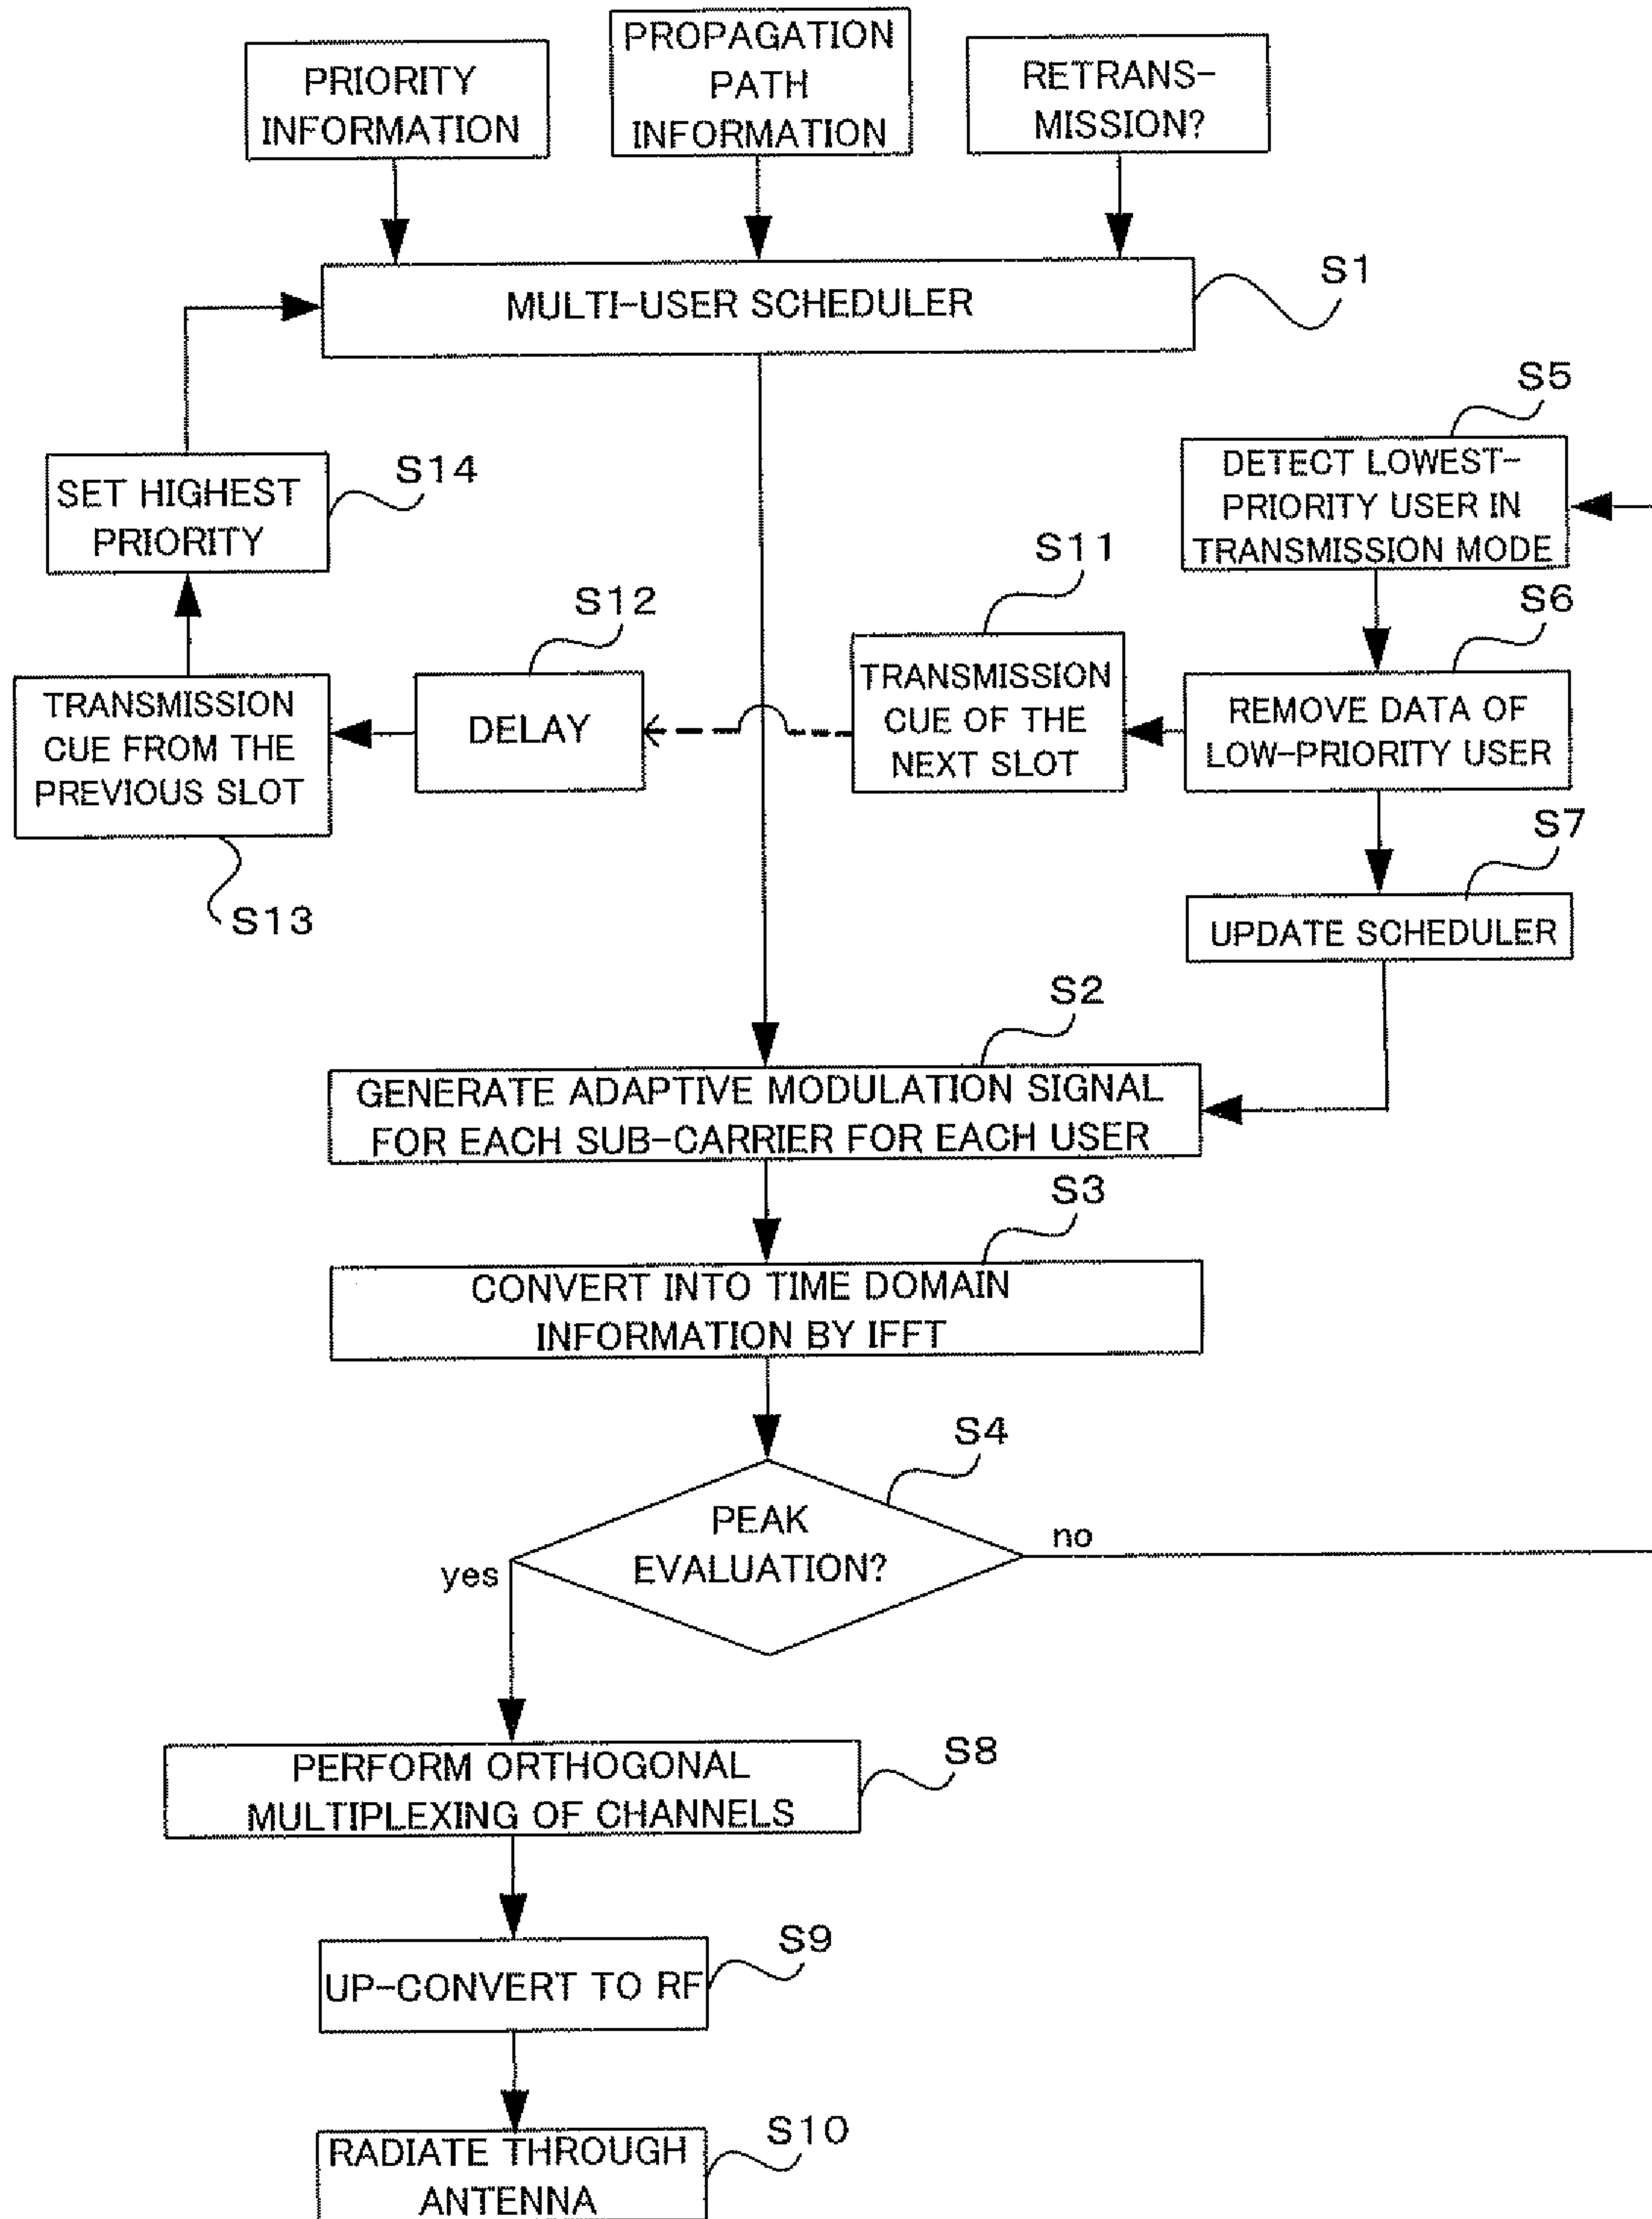 PRIORITY
INFORMATION
PROPAGATION
PATH
INFORMATION
RETRANS-
MISSION?
MULTI-USER SCHEDULER
S1
S5
DETECT LOWEST-
PRIORITY USER IN
TRANSMISSION MODE
S14
SET HIGHEST
PRIORITY
S11
S12
S6
TRANSMISSION
CUE FROM THE
PREVIOUS SLOT
DELAY
TRANSMISSION
CUE OF THE
NEXT SLOT
REMOVE DATA OF
LOW-PRIORITY USER
S13
S7
UPDATE SCHEDULER
S2
GENERATE ADAPTIVE MODULATION SIGNAL
FOR EACH SUB-CARRIER FOR EACH USER
S3
CONVERT INTO TIME DOMAIN
INFORMATION BY IFFT
S4
PEAK
EVALUATION?
yes
no
S8
PERFORM ORTHOGONAL
MULTIPLEXING OF CHANNELS
S9
UP-CONVERT TO RF
S10
RADIATE THROUGH
ANTENNA